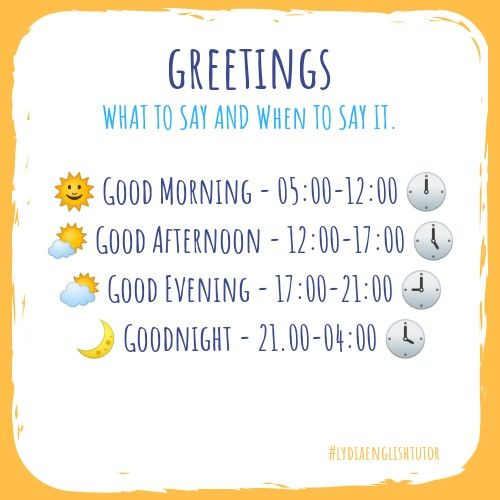 GREETINGS
WHAT TO SAY AND When TO SAY IT.
GOOD MORNING - 05:00-12:00
GOOD AFTERNOON - 12:00-17:00
GOOD EVENING - 17:00-21:00
GOODNIGHT - 21.00-04:00
#LYDIAENGLISHTUTOR